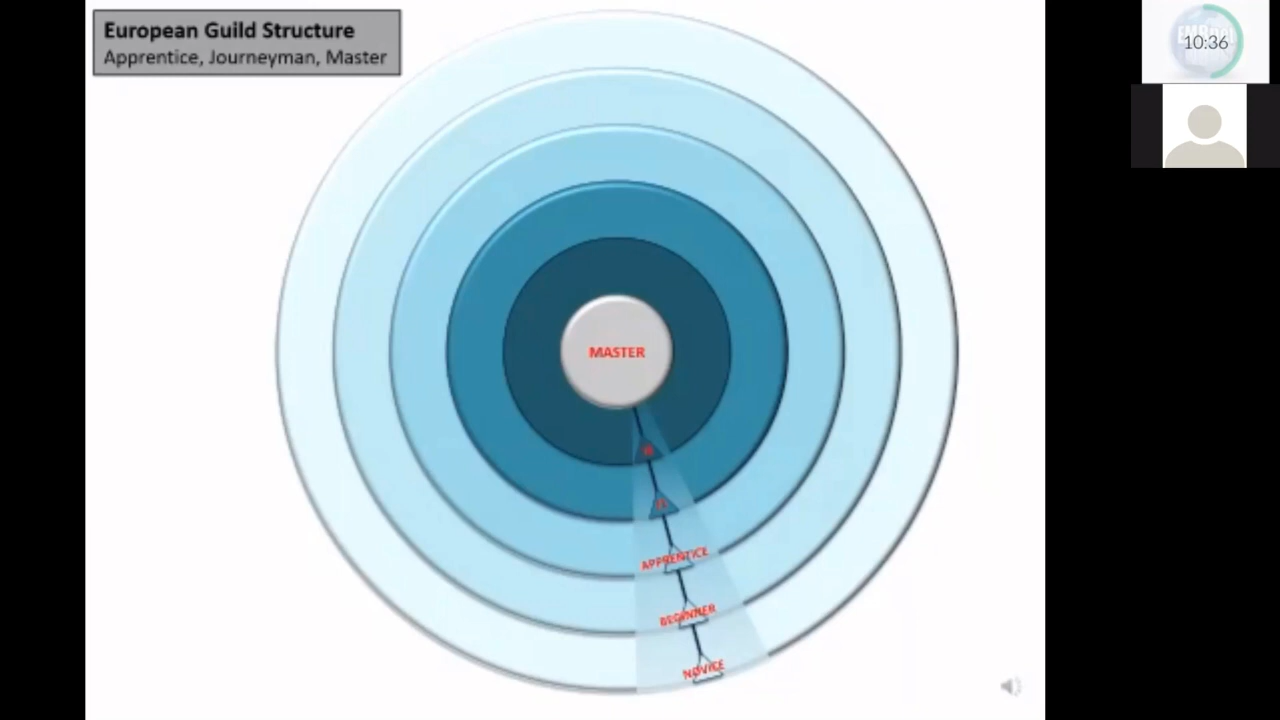 European Guild Structure
Apprentice, Journeyman, Master
10:36
MASTER
APPRENTICE
BEGINNER
NOVICE